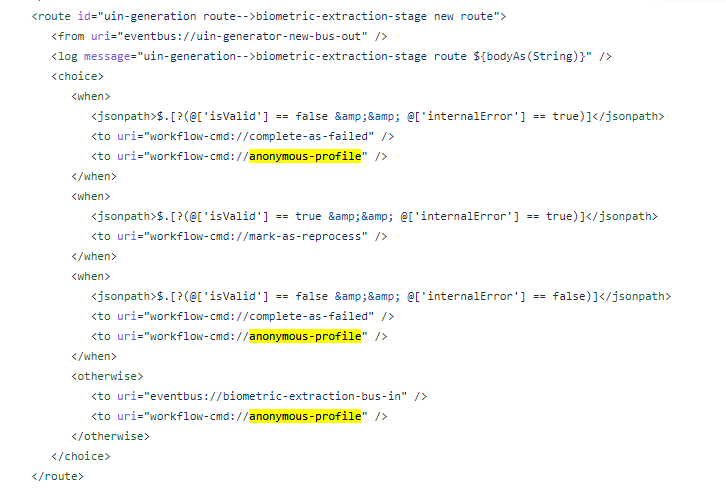 <route id="uin-generation route-->biometric-extraction-stage new route">
<from uri="eventbus://uin-generator-new-bus-out" />
<log message="uin-generation-->biometric-extraction-stage route ${bodyAs(String)}" />
<choice>
<when>
<jsonpath>$.[?(@['isValid'] == false &amp;&amp; @['internalError'] == true)]</jsonpath>
<to uri="workflow-cmd://complete-as-failed" />
<to uri="workflow-cmd://anonymous-profile" />
</when>
<when>
<jsonpath>$.[?(@['isValid'] == true &amp;&amp; @['internalError'] == true)]</jsonpath>
<to uri="workflow-cmd://mark-as-reprocess" />
</when>
<when>
<jsonpath>$.[?(@['isValid'] == false &amp;&amp; @['internalError'] == false)]</jsonpath>
<to uri="workflow-cmd://complete-as-failed" />
<to uri="workflow-cmd://anonymous-profile" />
</when>
<otherwise>
<to uri="eventbus://biometric-extraction-bus-in" />
<to uri="workflow-cmd://anonymous-profile" />
</otherwise>
</choice>
</route>